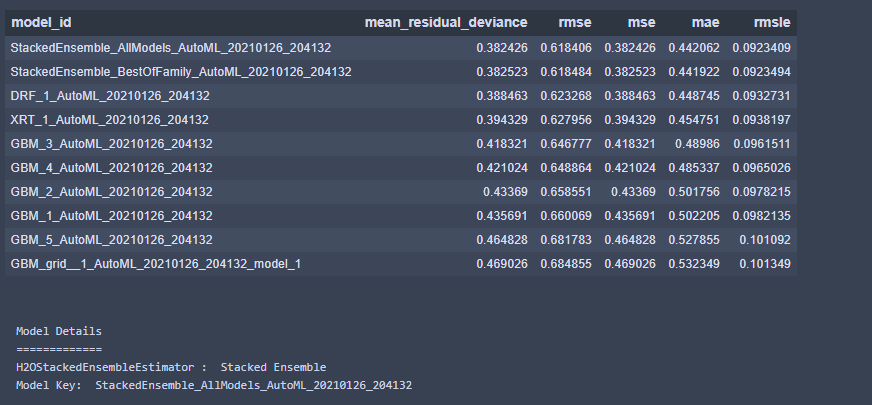 model_id mean_residual_deviance rmse mse mae rmsle
StackedEnsemble_AllModels_AutoML_20210126_204132 0.382426 0.618406 0.382426 0.442062 0.0923409
StackedEnsemble_BestOfFamily_AutoML_20210126_204132 0.382523 0.618484 0.382523 0.441922 0.0923494
DRF_1_AutoML_20210126_204132 0.388463 0.623268 0.388463 0.448745 0.0932731
XRT_1_AutoML_20210126_204132 0.394329 0.627956 0.394329 0.454751 0.0938197
GBM_3_AutoML_20210126_204132 0.418321 0.646777 0.418321 0.48986 0.0961511
GBM_4_AutoML_20210126_204132 0.421024 0.648864 0.421024 0.485337 0.0965026
GBM_2_AutoML_20210126_204132 0.43369 0.658551 0.43369 0.501756 0.0978215
GBM_1_AutoML_20210126_204132 0.435691 0.660069 0.435691 0.502205 0.0982135
GBM_5_AutoML_20210126_204132 0.464828 0.681783 0.464828 0.527855 0.101092
GBM_grid__1_AutoML_20210126_204132_model_1 0.469026 0.684855 0.469026 0.532349 0.101349
Model Details
=============
H2OStackedEnsembleEstimator : Stacked Ensemble
Model Key: StackedEnsemble_AllModels_AutoML_20210126_204132